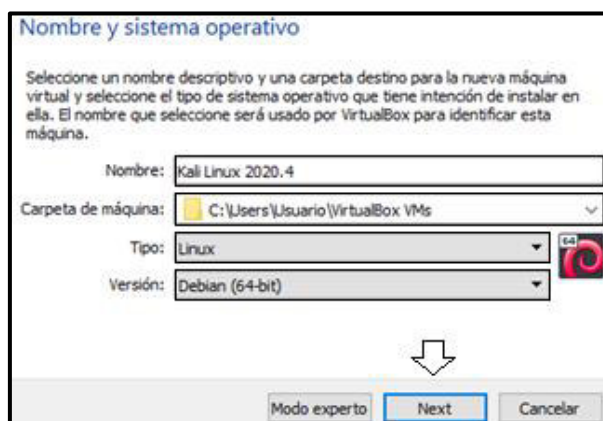 Nombre y sistema operativo
Seleccione un nombre descriptivo y una carpeta destino para la nueva máquina
virtual y seleccione el tipo de sistema operativo que tiene intención de instalar en
ella. El nombre que seleccione será usado por VirtualBox para identificar esta
máquina.
Nombre: Kali Linux 2020.4
Carpeta de máquina: C:\Users\Usuario\VirtualBox VMs
Tipo: Linux
64
Versión: Debian (64-bit)
Modo experto Next Cancelar